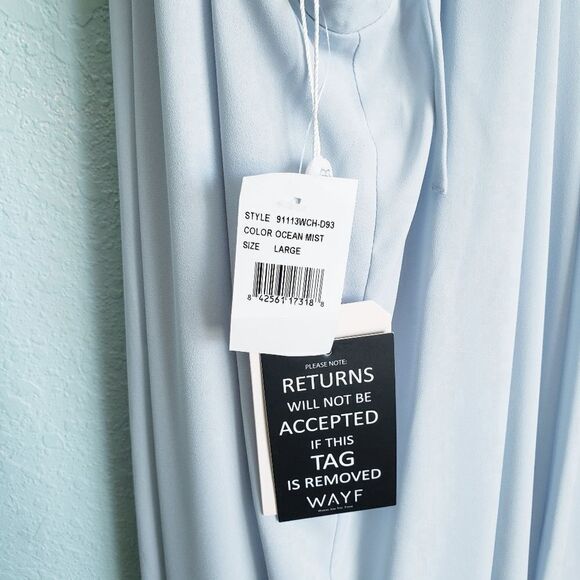 STYLE 91113WCH-D93
COLOR OCEAN MIST
SIZE LARGE
8 42561 17318 8
PLEASE NOTE:
RETURNS
WILL NOT BE
ACCEPTED
IF THIS
TAG
IS REMOVED
WAYF